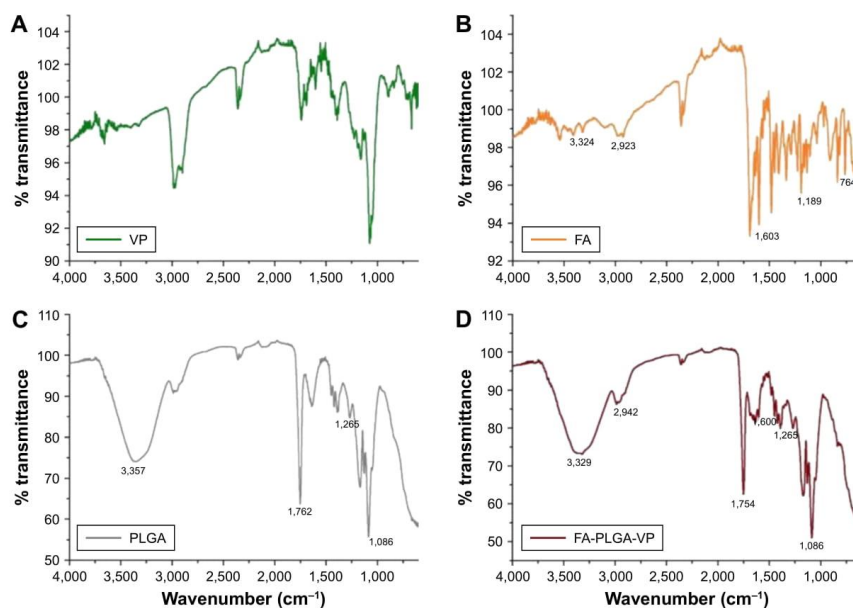 A
% transmittance
104
102
100
98
96
94
92
90
VP
4,000 3,500 3,000 2,500 2,000 1,500 1,000
B
% transmittance
104
102
100
98
96
94
92
3,324
2,923
1,603
1,189
764
FA
4,000 3,500 3,000 2,500 2,000 1,500 1,000
C
% transmittance
110
100
90
80
70
60
50
3,357
1,762
1,265
1,086
PLGA
4,000 3,500 3,000 2,500 2,000 1,500 1,000
Wavenumber (cm–1)
D
% transmittance
110
100
90
80
70
60
50
3,329
2,942
1,754
1,600
1,265
1,086
FA-PLGA-VP
4,000 3,500 3,000 2,500 2,000 1,500 1,000
Wavenumber (cm–1)